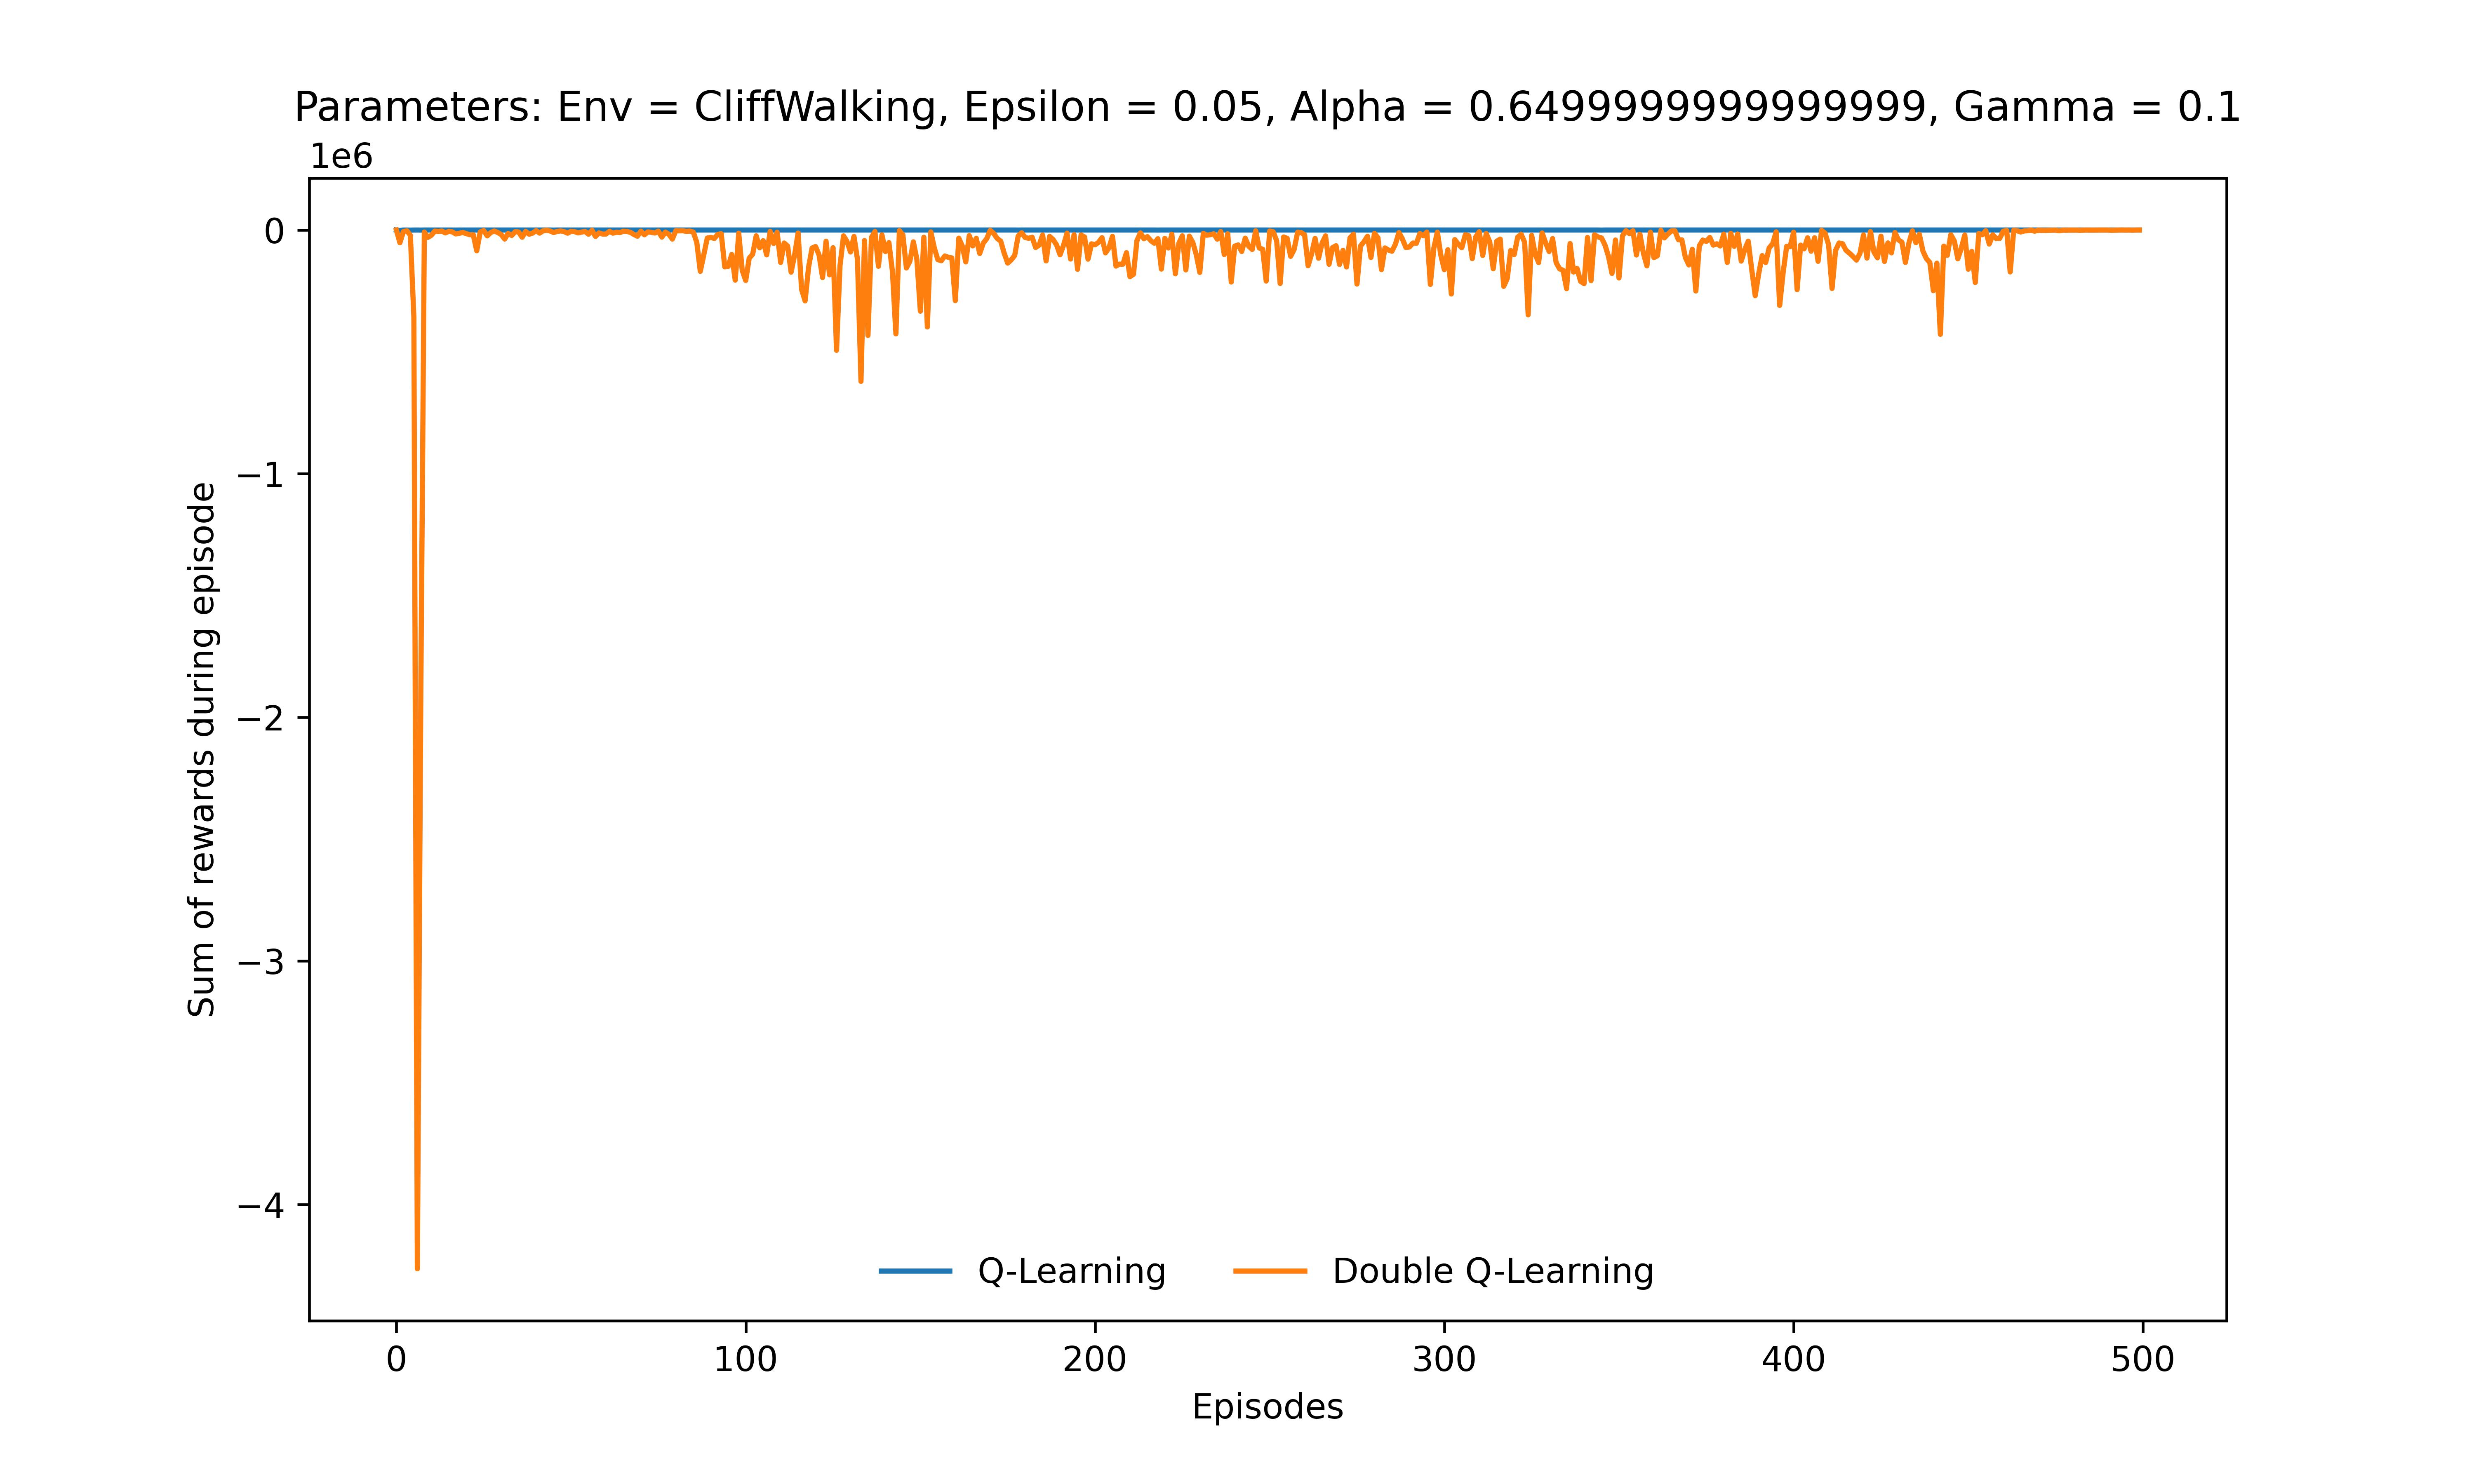 Parameters: Env = CliffWalking, Epsilon = 0.05, Alpha = 0.6499999999999999, Gamma = 0.1
1e6
0
−1
−2
−3
−4
Sum of rewards during episode
Q-Learning
Double Q-Learning
0
100
200
300
400
500
Episodes